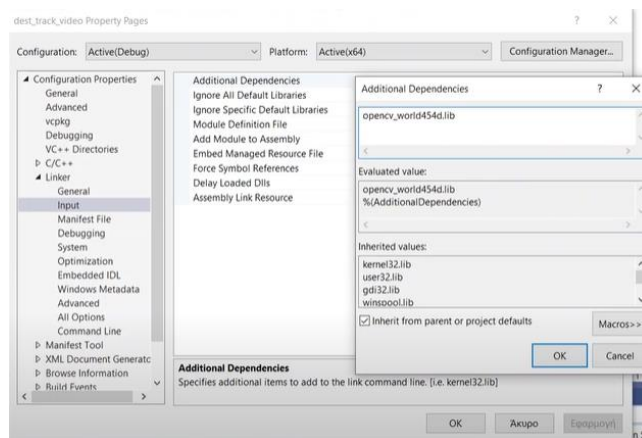 dest_track_video Property Pages
? ×
Configuration: Active(Debug) Platform: Active(x64) Configuration Manager...
Configuration Properties
General
Advanced
vcpkg
Debugging
VC++ Directories
C/C++
Linker
General
Input
Manifest File
Debugging
System
Optimization
Embedded IDL
Windows Metadata
Advanced
All Options
Command Line
Manifest Tool
XML Document Generatc
Browse Information
Build Events
Additional Dependencies
Ignore All Default Libraries
Ignore Specific Default Libraries
Module Definition File
Add Module to Assembly
Embed Managed Resource File
Force Symbol References
Delay Loaded Dlls
Assembly Link Resource
Additional Dependencies
Specifies additional items to add to the link command line. [i.e. kernel32.lib]
OK Άκυρο Εφαρμογή
Additional Dependencies ? ×
opencv_world454d.lib
Evaluated value:
opencv_world454d.lib
%(AdditionalDependencies)
Inherited values:
kernel32.lib
user32.lib
gdi32.lib
winspool.lib
Inherit from parent or project defaults
Macros>>
OK Cancel